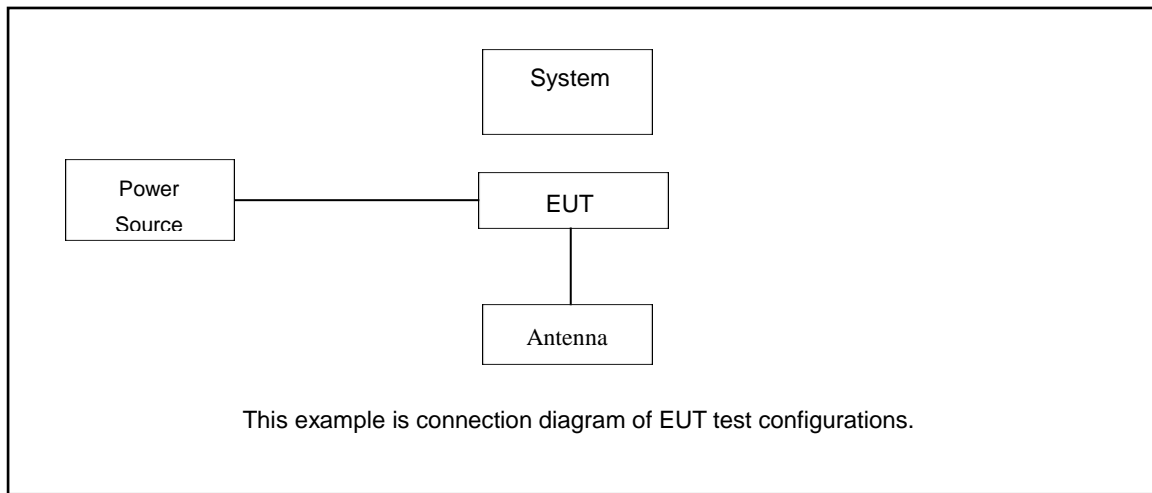 System
Power
Source
EUT
Antenna
This example is connection diagram of EUT test configurations.